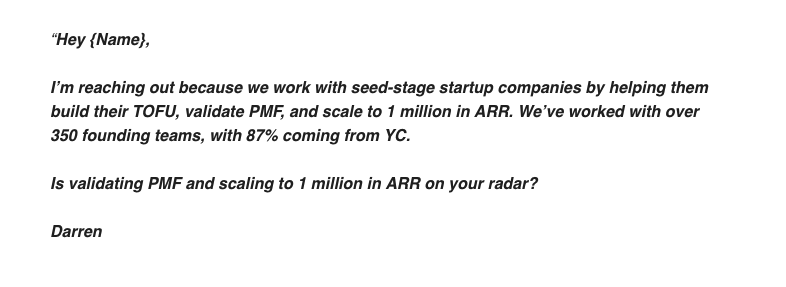 “Hey {Name},
I’m reaching out because we work with seed-stage startup companies by helping them
build their TOFU, validate PMF, and scale to 1 million in ARR. We’ve worked with over
350 founding teams, with 87% coming from YC.
Is validating PMF and scaling to 1 million in ARR on your radar?
Darren